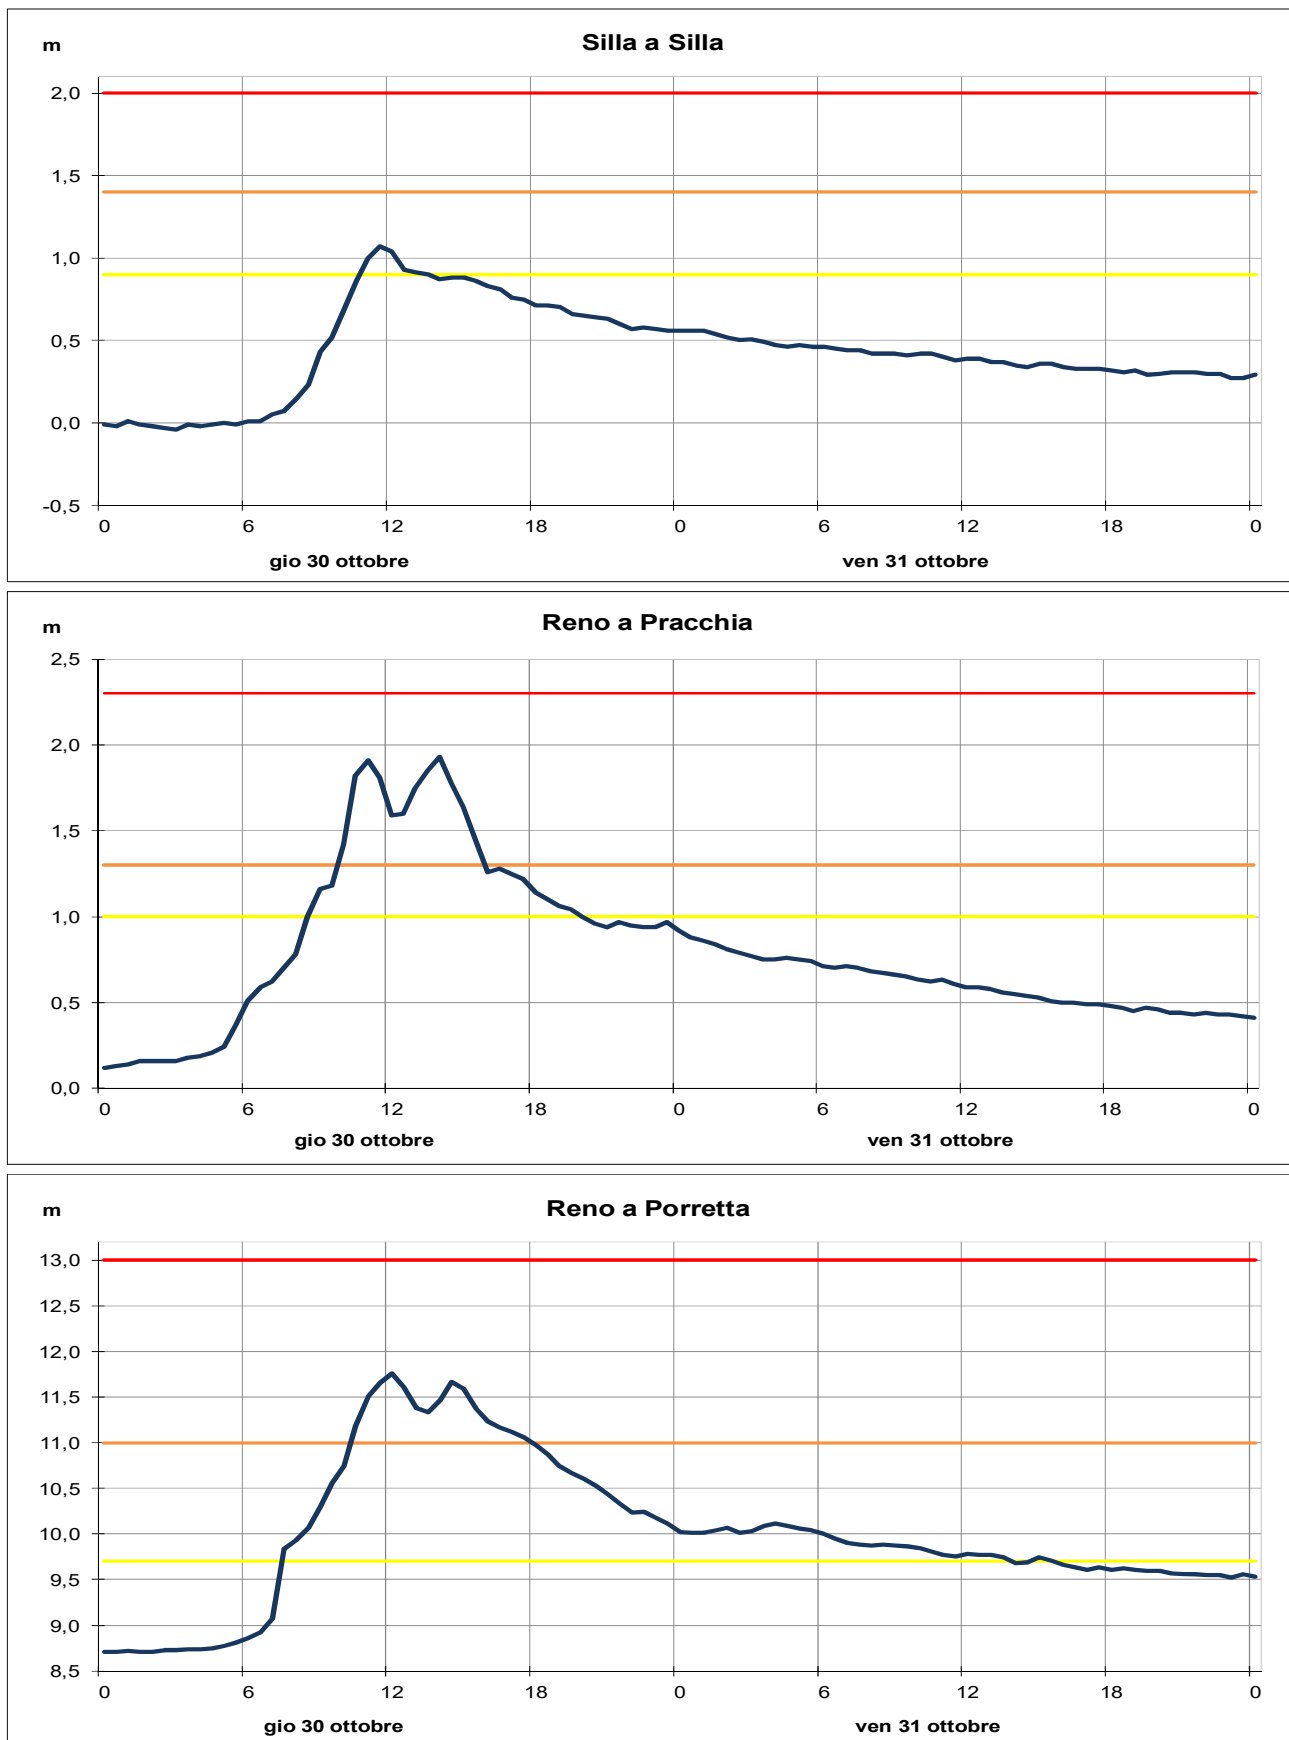 Silla a Silla
m
2,0
1,5
1,0
0,5
0,0
-0,5
0 6 12 18 0 6 12 18 0
gio 30 ottobre ven 31 ottobre
Reno a Pracchia
m
2,5
2,0
1,5
1,0
0,5
0,0
0 6 12 18 0 6 12 18 0
gio 30 ottobre ven 31 ottobre
Reno a Porretta
m
13,0
12,5
12,0
11,5
11,0
10,5
10,0
9,5
9,0
8,5
0 6 12 18 0 6 12 18 0
gio 30 ottobre ven 31 ottobre